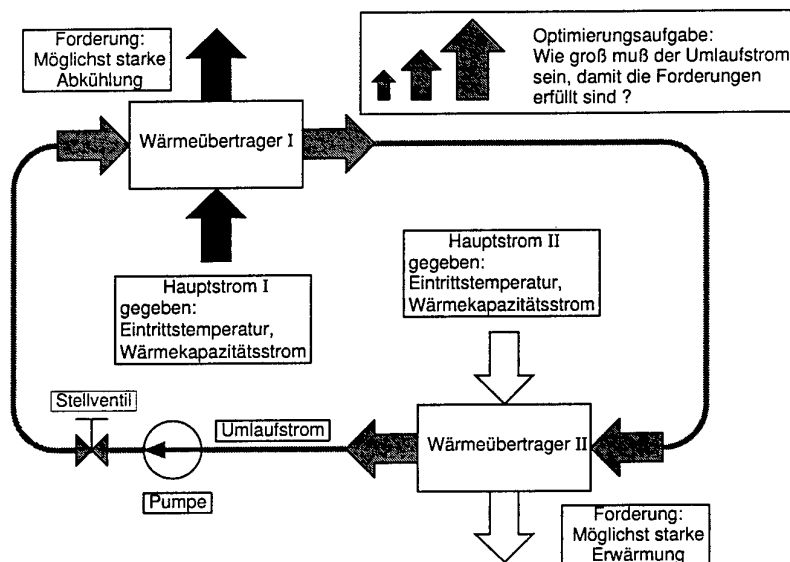 Forderung:
Möglichst starke
Abkühlung
Optimierungsaufgabe:
Wie groß muß der Umlaufstrom
sein, damit die Forderungen
erfüllt sind ?
Wärmeübertrager I
Hauptstrom I
gegeben:
Eintrittstemperatur,
Wärmekapazitätsstrom
Hauptstrom II
gegeben:
Eintrittstemperatur,
Wärmekapazitätsstrom
Stellventil
Umlaufstrom
Pumpe
Wärmeübertrager II
Forderung:
Möglichst starke
Erwärmung